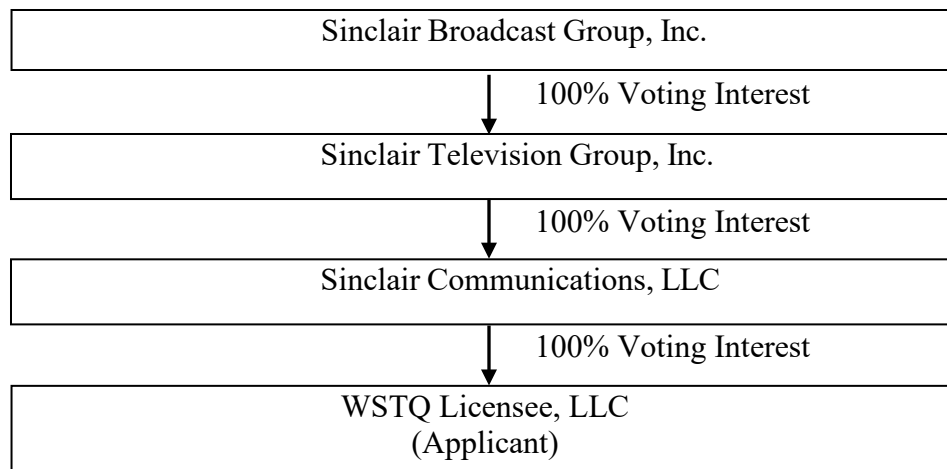 Sinclair Broadcast Group, Inc.
100% Voting Interest
Sinclair Television Group, Inc.
100% Voting Interest
Sinclair Communications, LLC
100% Voting Interest
WSTQ Licensee, LLC
(Applicant)